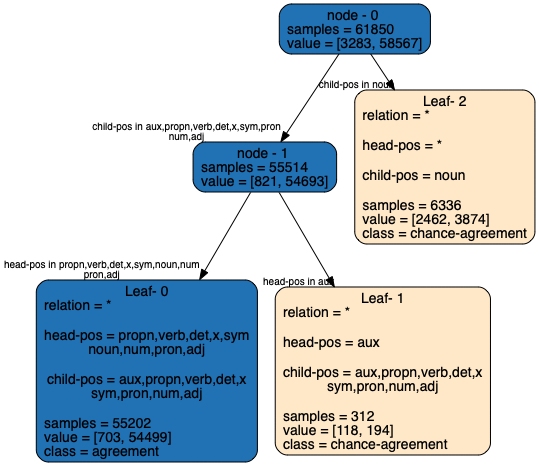 node - 0
samples = 61850
value = [3283, 58567]
child-pos in noun
child-pos in aux,propn,verb,det,x,sym,pron
num,adj
Leaf- 2
relation = *
head-pos = *
child-pos = noun
samples = 6336
value = [2462, 3874]
class = chance-agreement
node - 1
samples = 55514
value = [821, 54693]
head-pos in propn,verb,det,x,sym,noun,num
pron,adj
head-pos in aux
Leaf- 0
relation = *
head-pos = propn,verb,det,x,sym
noun,num,pron,adj
child-pos = aux,propn,verb,det,x
sym,pron,num,adj
samples = 55202
value = [703, 54499]
class = agreement
Leaf- 1
relation = *
head-pos = aux
child-pos = aux,propn,verb,det,x
sym,pron,num,adj
samples = 312
value = [118, 194]
class = chance-agreement